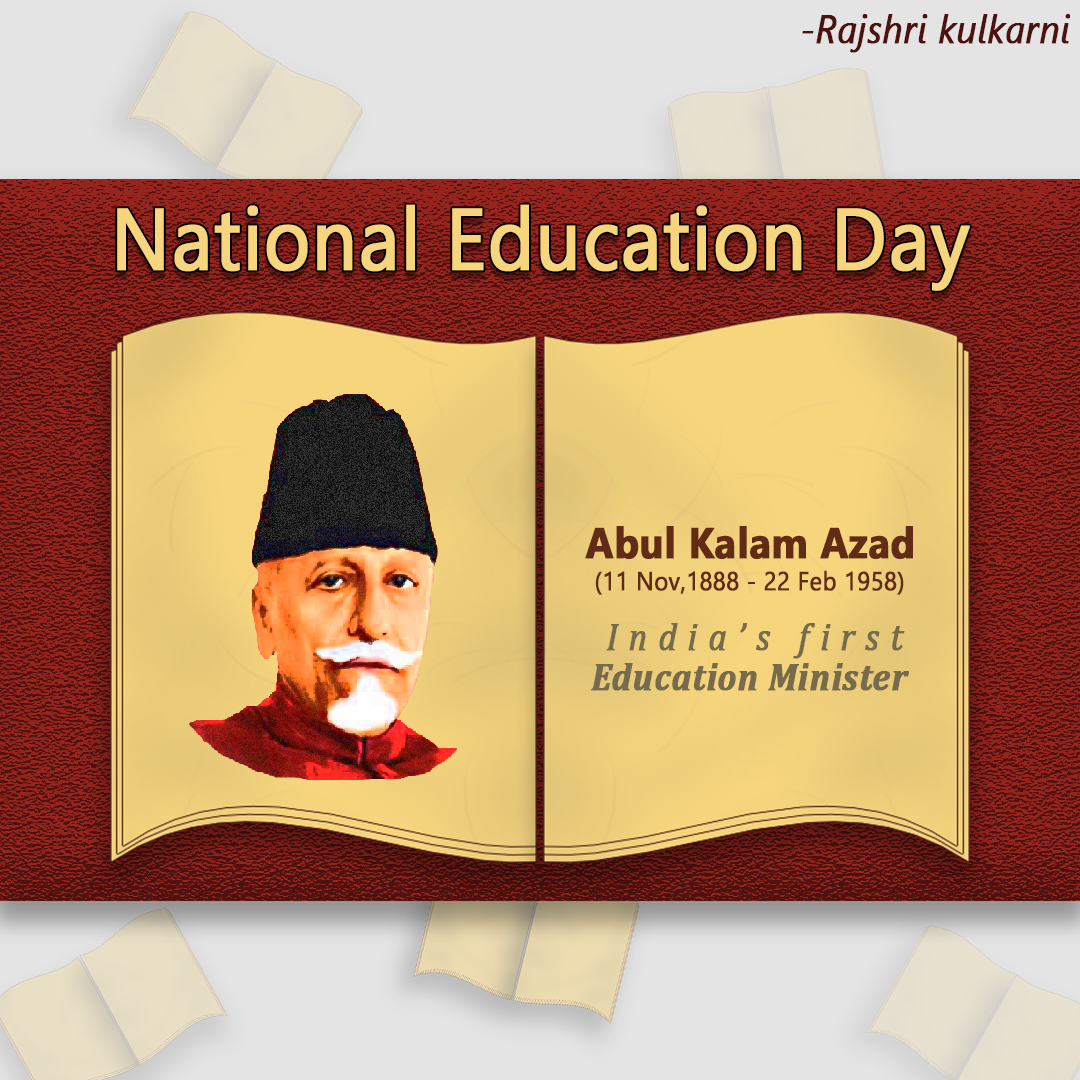 -Rajshri kulkarni
National Education Day
Abul Kalam Azad
(11 Nov,1888 - 22 Feb 1958)
India's first
Education Minister